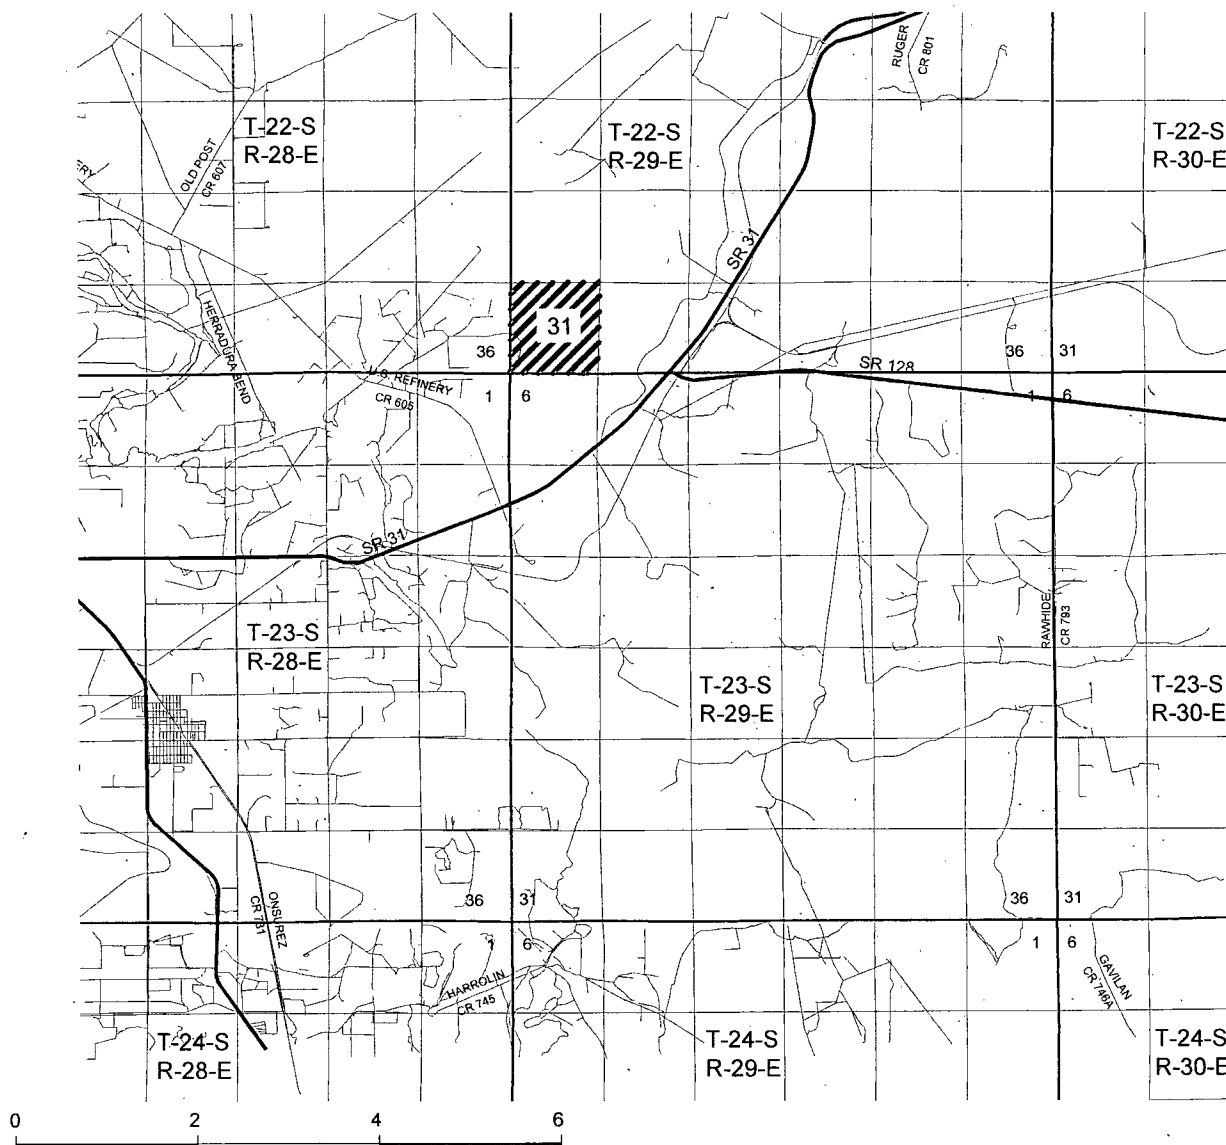 RUGER
CR 801
T-22-S
R-28-E
T-22-S
R-29-E
T-22-S
R-30-E
OLD POST
CR 607
ERY
SR 31
HERRADURA BEND
31
36
36
31
SR 128
U.S. REFINERY
CR 605
1
6
1
6
SR 31
RAWHIDE
CR 793
T-23-S
R-28-E
T-23-S
R-29-E
T-23-S
R-30-E
36
31
36
31
ONSUREZ
CR 731
1
6
1
6
HARROLIN
CR 745
GAVILAN
CR 746A
T-24-S
R-28-E
T-24-S
R-29-E
T-24-S
R-30-E
0 2 4 6